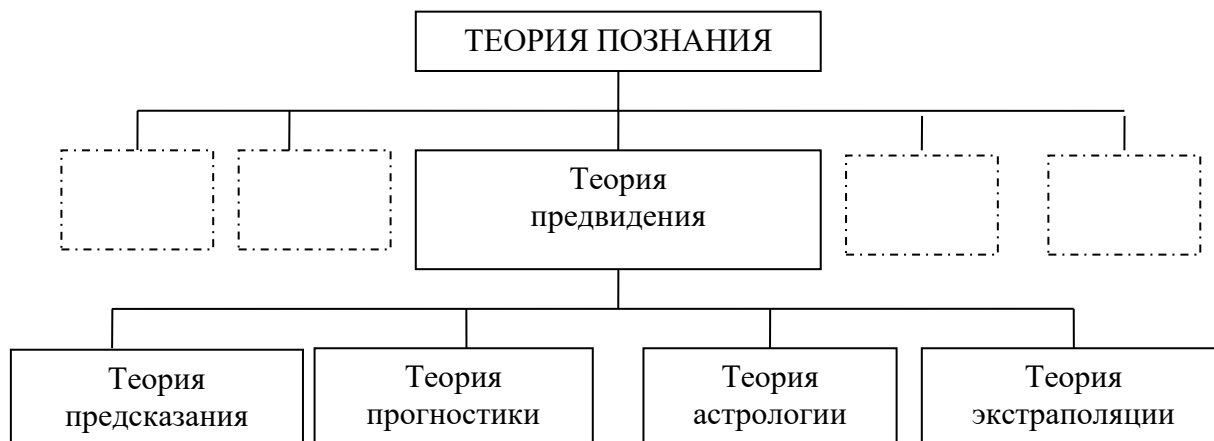 ТЕОРИЯ ПОЗНАНИЯ
Теория
предвидения
Теория
предсказания
Теория
прогностики
Теория
астрологии
Теория
экстраполяции